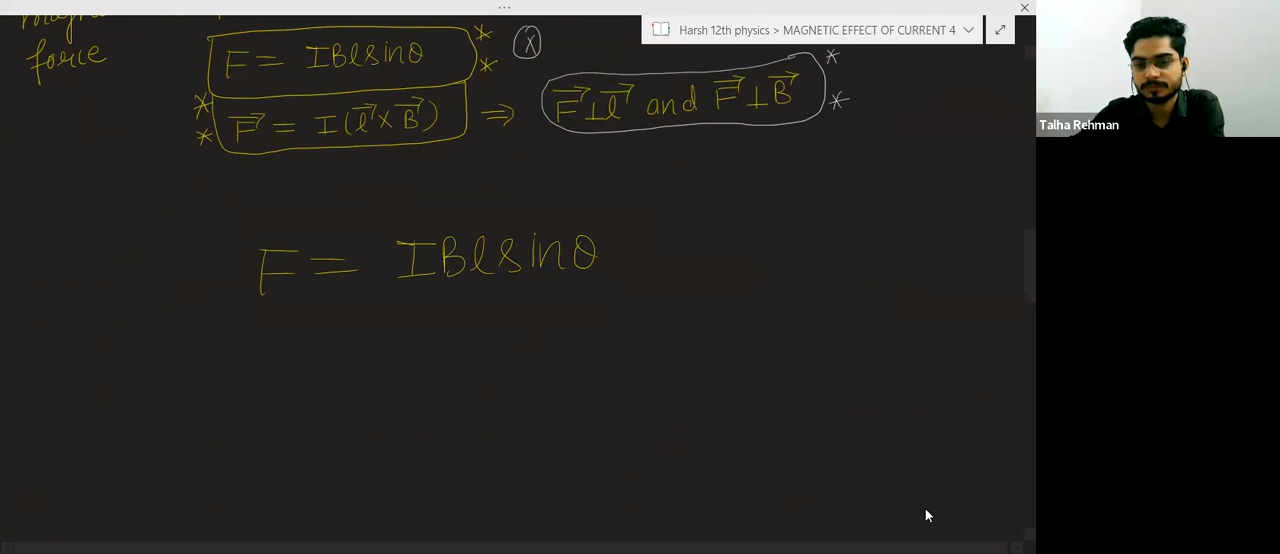 Harsh 12th physics > MAGNETIC EFFECT OF CURRENT 4
force
F = IBlsinθ
* * (x)
F⃗ = I(l⃗ × B⃗) ⇒ F⃗ ⊥ l⃗ and F⃗ ⊥ B⃗
* *
* *
F = IBlsinθ
Talha Rehman